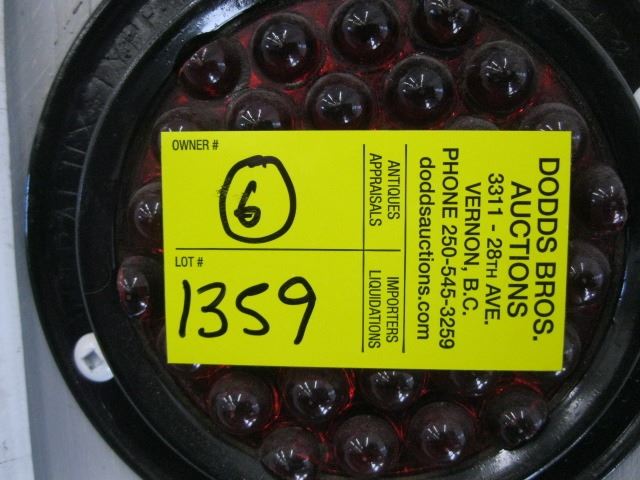 OWNER #
6
LOT #
1359
ANTIQUES
APPRAISALS
IMPORTERS
LIQUIDATIONS
DODDS BROS.
AUCTIONS
3311 - 28TH AVE.
VERNON, B.C.
PHONE 250-545-3259
doddsauctions.com